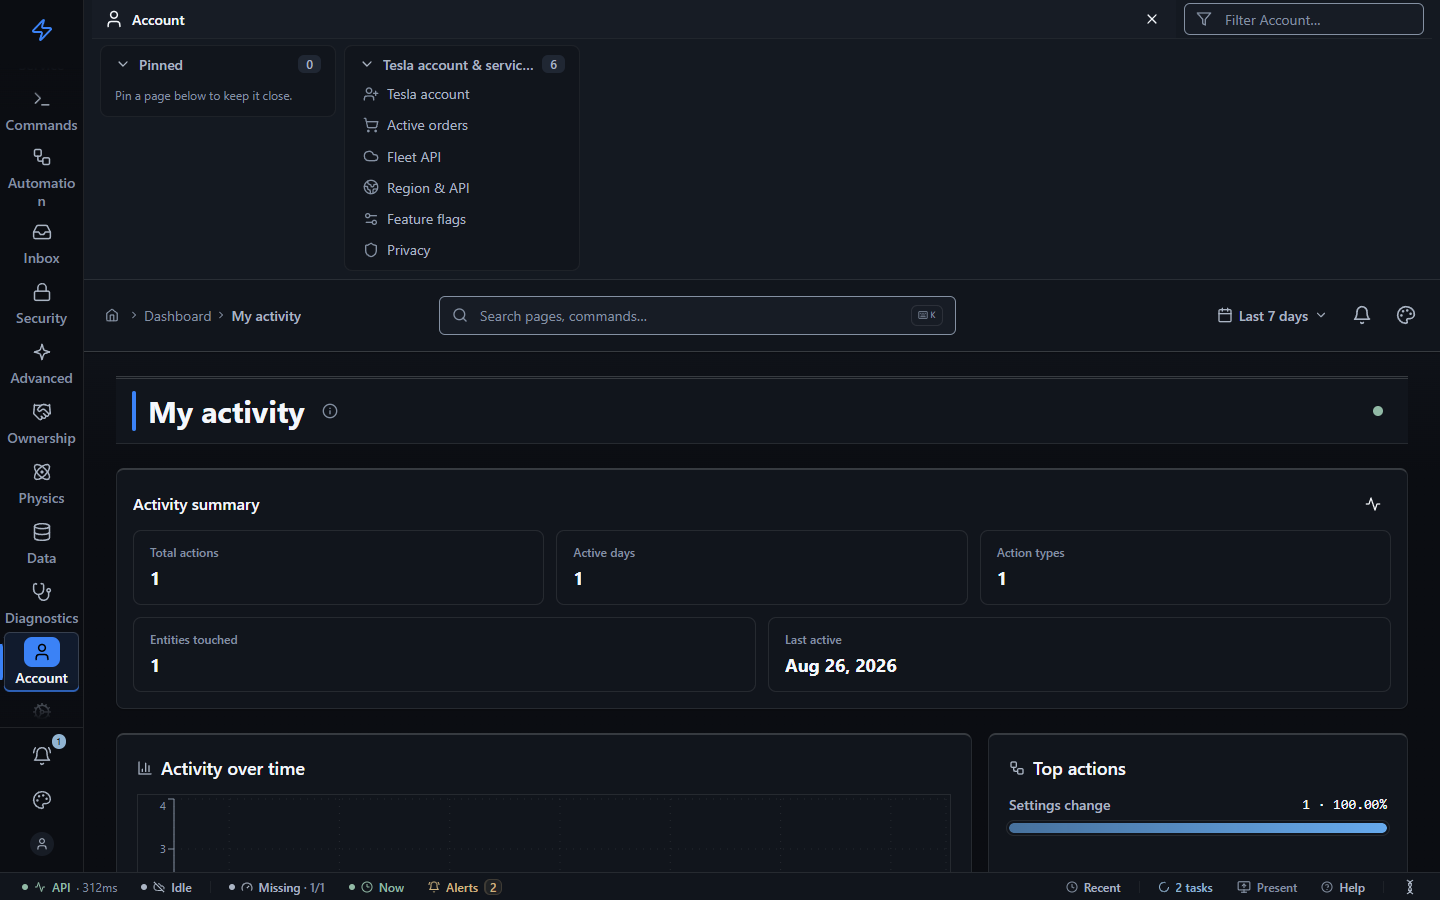 Account
Filter Account...
Pinned
0
Pin a page below to keep it close.
Tesla account & servic...
6
Tesla account
Active orders
Fleet API
Region & API
Feature flags
Privacy
Commands
Automatio
n
Inbox
Security
Advanced
Ownership
Physics
Data
Diagnostics
Account
1
Dashboard
My activity
Search pages, commands...
K
Last 7 days
My activity
Activity summary
Total actions
1
Active days
1
Action types
1
Entities touched
1
Last active
Aug 26, 2026
Activity over time
4
3
Top actions
Settings change
1 · 100.00%
API · 312ms
Idle
Missing · 1/1
Now
Alerts 2
Recent
2 tasks
Present
Help